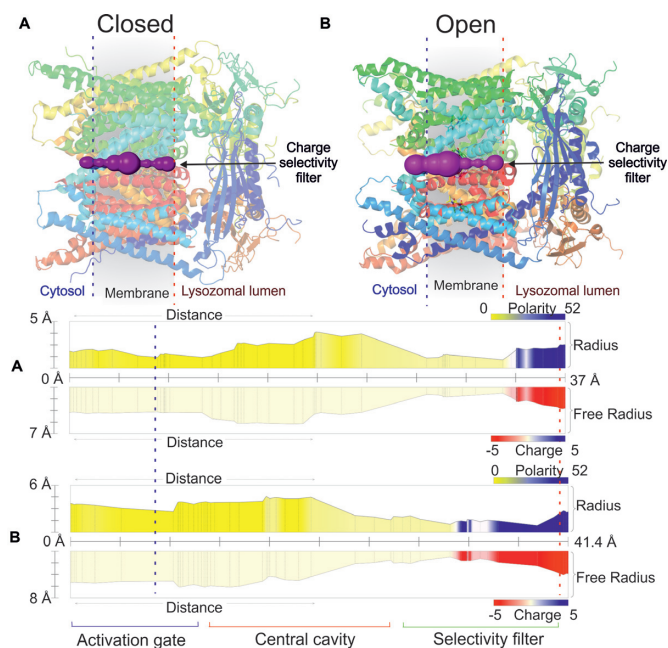 A
Closed
B
Open
Charge
selectivity
filter
Charge
selectivity
filter
Cytosol
Membrane
Lysozomal lumen
Cytosol
Membrane
Lysozomal lumen
0 Polarity 52
5 Å
Distance
Radius
A
0 Å
37 Å
Free Radius
7 Å
Distance
-5 Charge 5
0 Polarity 52
6 Å
Distance
Radius
B
0 Å
41.4 Å
Free Radius
8 Å
Distance
-5 Charge 5
Activation gate
Central cavity
Selectivity filter